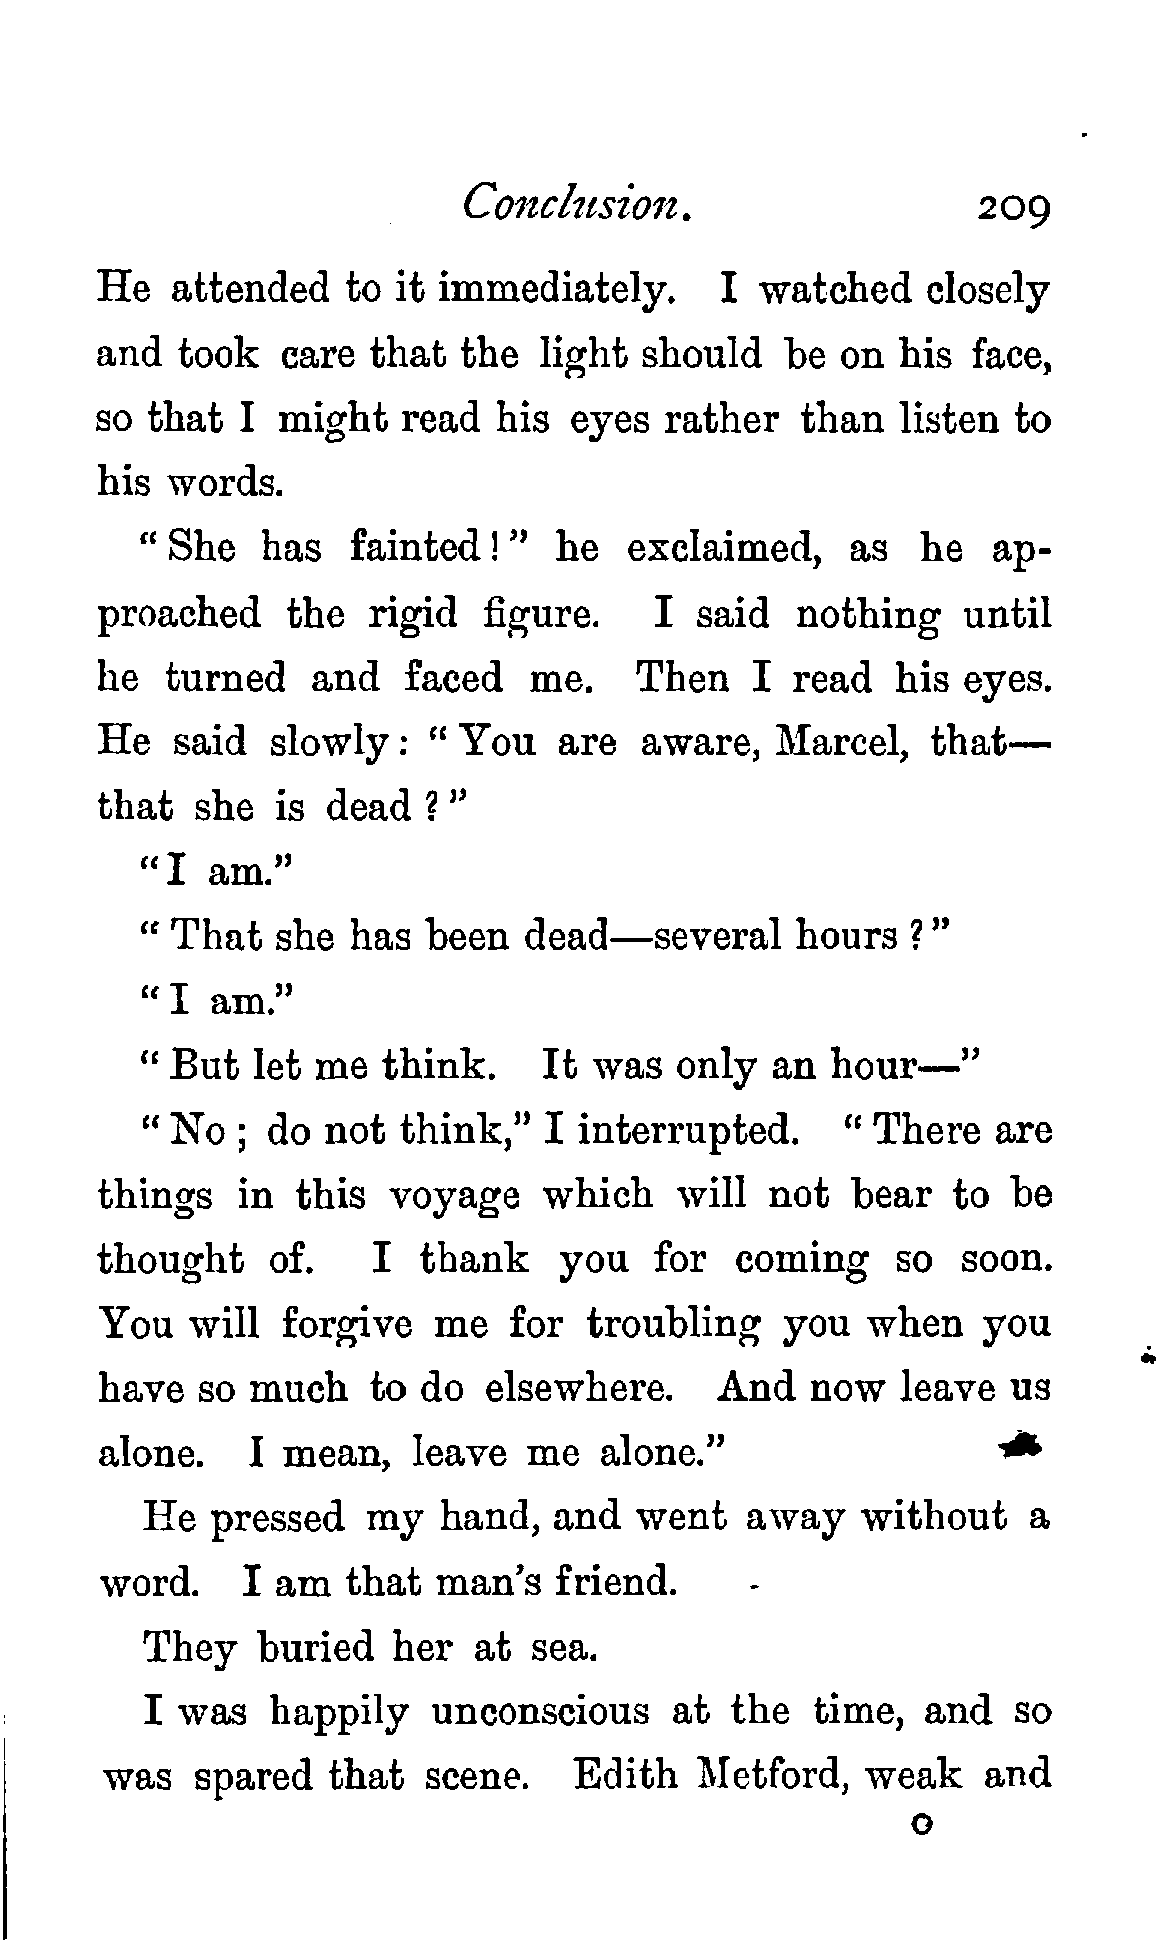 Conclusion. 209
He attended to it immediately. I watched closely
and took care that the light should be on his face,
so that I might read his eyes rather than listen to
his words.
“She has fainted!” he exclaimed, as he ap-
proached the rigid figure. I said nothing until
he turned and faced me. Then I read his eyes.
He said slowly: “You are aware, Marcel, that—
that she is dead?”
“I am.”
“That she has been dead—several hours?”
“I am.”
“But let me think. It was only an hour—”
“No; do not think,” I interrupted. “There are
things in this voyage which will not bear to be
thought of. I thank you for coming so soon.
You will forgive me for troubling you when you
have so much to do elsewhere. And now leave us
alone. I mean, leave me alone.”
He pressed my hand, and went away without a
word. I am that man’s friend.
They buried her at sea.
I was happily unconscious at the time, and so
was spared that scene. Edith Metford, weak and
O